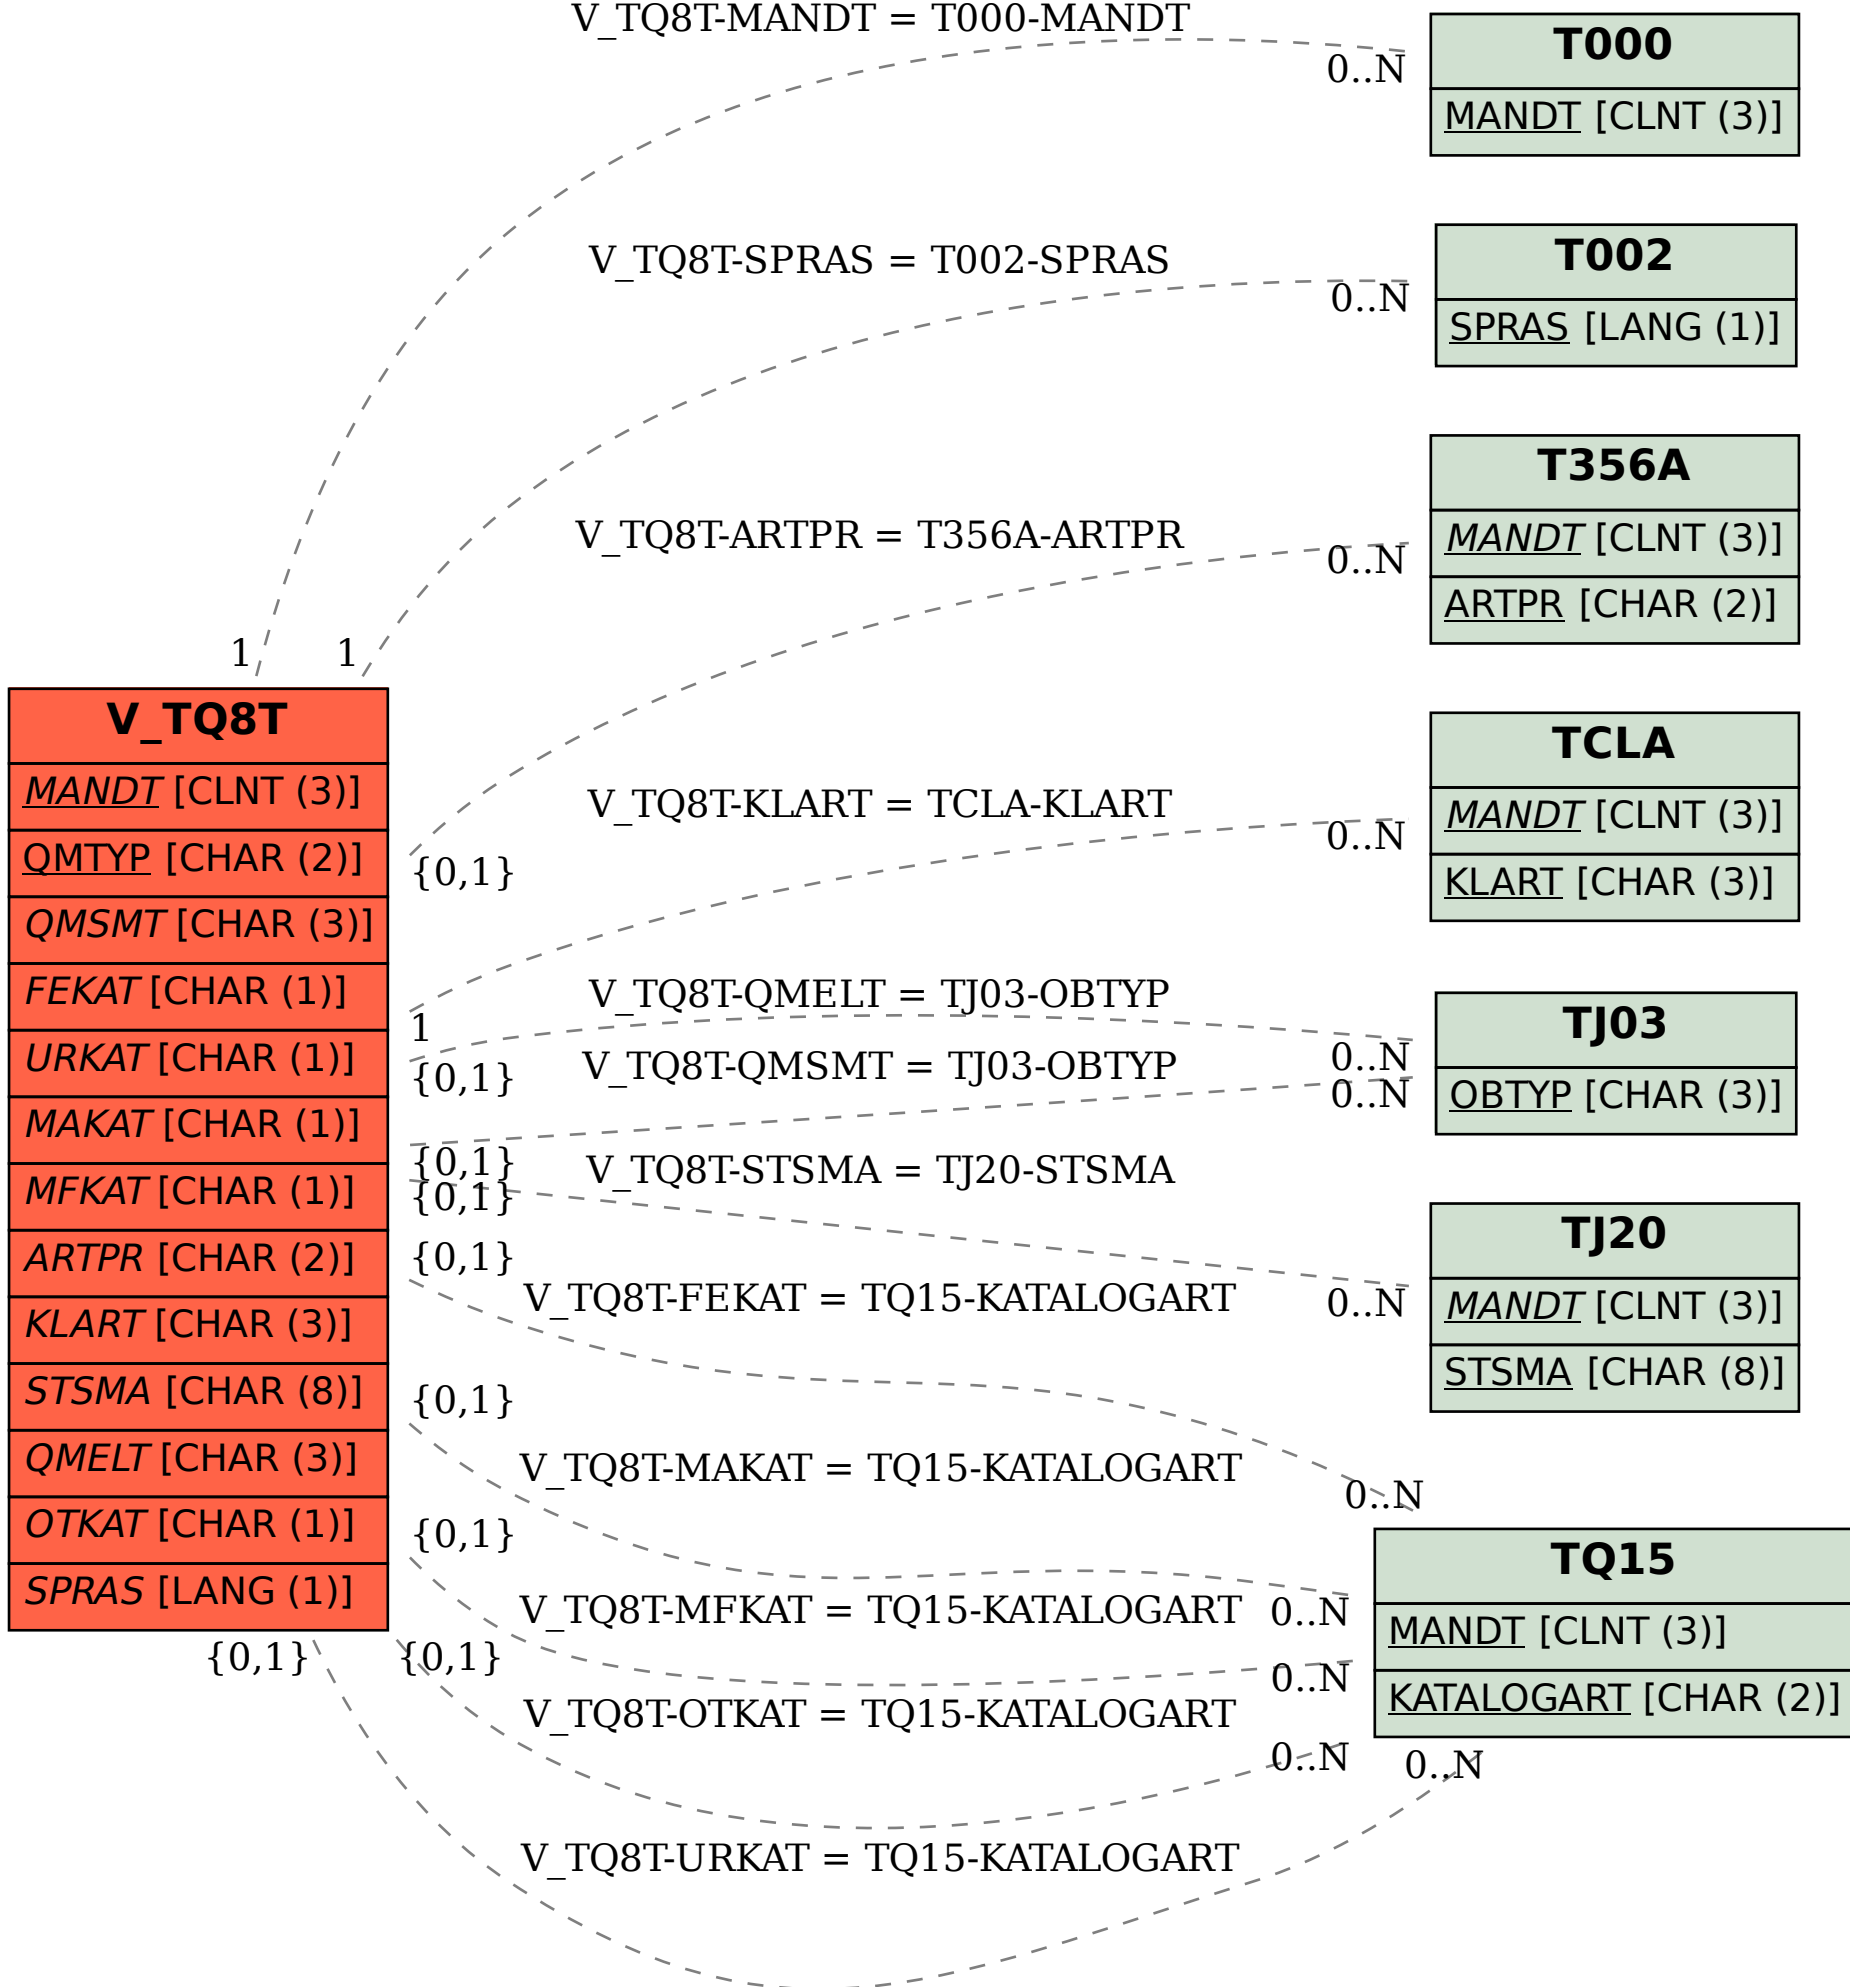 V_TQ8T-MANDT = T000-MANDT
0..N
T000
MANDT [CLNT (3)]
V_TQ8T-SPRAS = T002-SPRAS
0..N
T002
SPRAS [LANG (1)]
V_TQ8T-ARTPR = T356A-ARTPR
0..N
T356A
MANDT [CLNT (3)]
ARTPR [CHAR (2)]
1
1
V_TQ8T
MANDT [CLNT (3)]
QMTYP [CHAR (2)]
QMSMT [CHAR (3)]
FEKAT [CHAR (1)]
URKAT [CHAR (1)]
MAKAT [CHAR (1)]
MFKAT [CHAR (1)]
ARTPR [CHAR (2)]
KLART [CHAR (3)]
STSMA [CHAR (8)]
QMELT [CHAR (3)]
OTKAT [CHAR (1)]
SPRAS [LANG (1)]
{0,1}
V_TQ8T-KLART = TCLA-KLART
0..N
TCLA
MANDT [CLNT (3)]
KLART [CHAR (3)]
1
V_TQ8T-QMELT = TJ03-OBTYP
{0,1}
0..N
V_TQ8T-QMSMT = TJ03-OBTYP
0..N
TJ03
OBTYP [CHAR (3)]
{0,1}
{0,1}
V_TQ8T-STSMA = TJ20-STSMA
0..N
TJ20
MANDT [CLNT (3)]
STSMA [CHAR (8)]
{0,1}
V_TQ8T-FEKAT = TQ15-KATALOGART
0..N
{0,1}
V_TQ8T-MAKAT = TQ15-KATALOGART
0..N
{0,1}
V_TQ8T-MFKAT = TQ15-KATALOGART
0..N
TQ15
MANDT [CLNT (3)]
KATALOGART [CHAR (2)]
{0,1}
{0,1}
V_TQ8T-OTKAT = TQ15-KATALOGART
0..N
0..N
V_TQ8T-URKAT = TQ15-KATALOGART